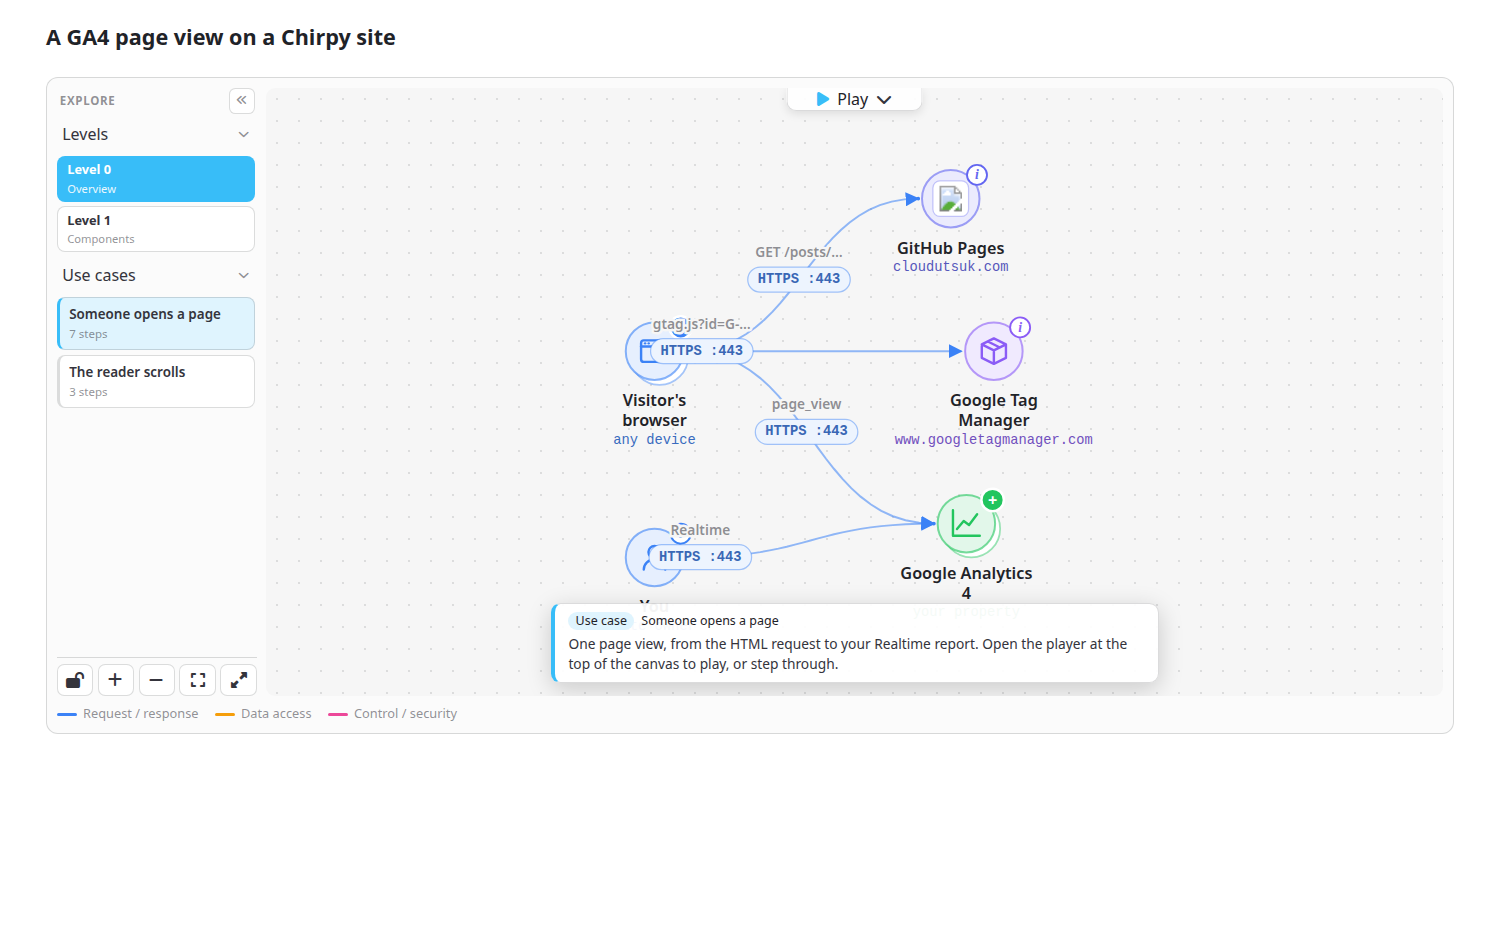 A GA4 page view on a Chirpy site
EXPLORE
Levels
Level 0
Overview
Level 1
Components
Use cases
Someone opens a page
7 steps
The reader scrolls
3 steps
Play
GitHub Pages
cloudutsuk.com
GET /posts/...
HTTPS :443
gtag.js?id=G-...
HTTPS :443
Visitor's
browser
any device
Google Tag
Manager
www.googletagmanager.com
page_view
HTTPS :443
Realtime
HTTPS :443
You
Google Analytics
4
your property
Use case Someone opens a page
One page view, from the HTML request to your Realtime report. Open the player at the
top of the canvas to play, or step through.
Request / response
Data access
Control / security